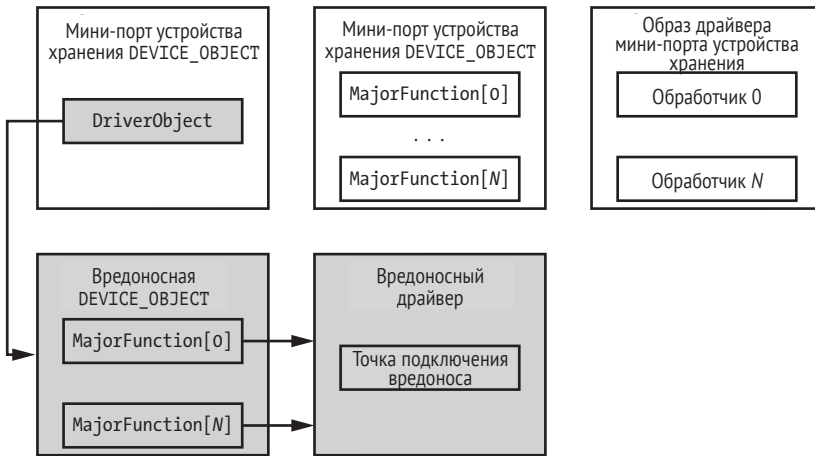 Мини-порт устройства
хранения DEVICE_OBJECT
DriverObject
Мини-порт устройства
хранения DEVICE_OBJECT
MajorFunction[0]
...
MajorFunction[N]
Образ драйвера
мини-порта устройства
хранения
Обработчик 0
Обработчик N
Вредоносная
DEVICE_OBJECT
MajorFunction[0]
MajorFunction[N]
Вредоносный
драйвер
Точка подключения
вредоноса